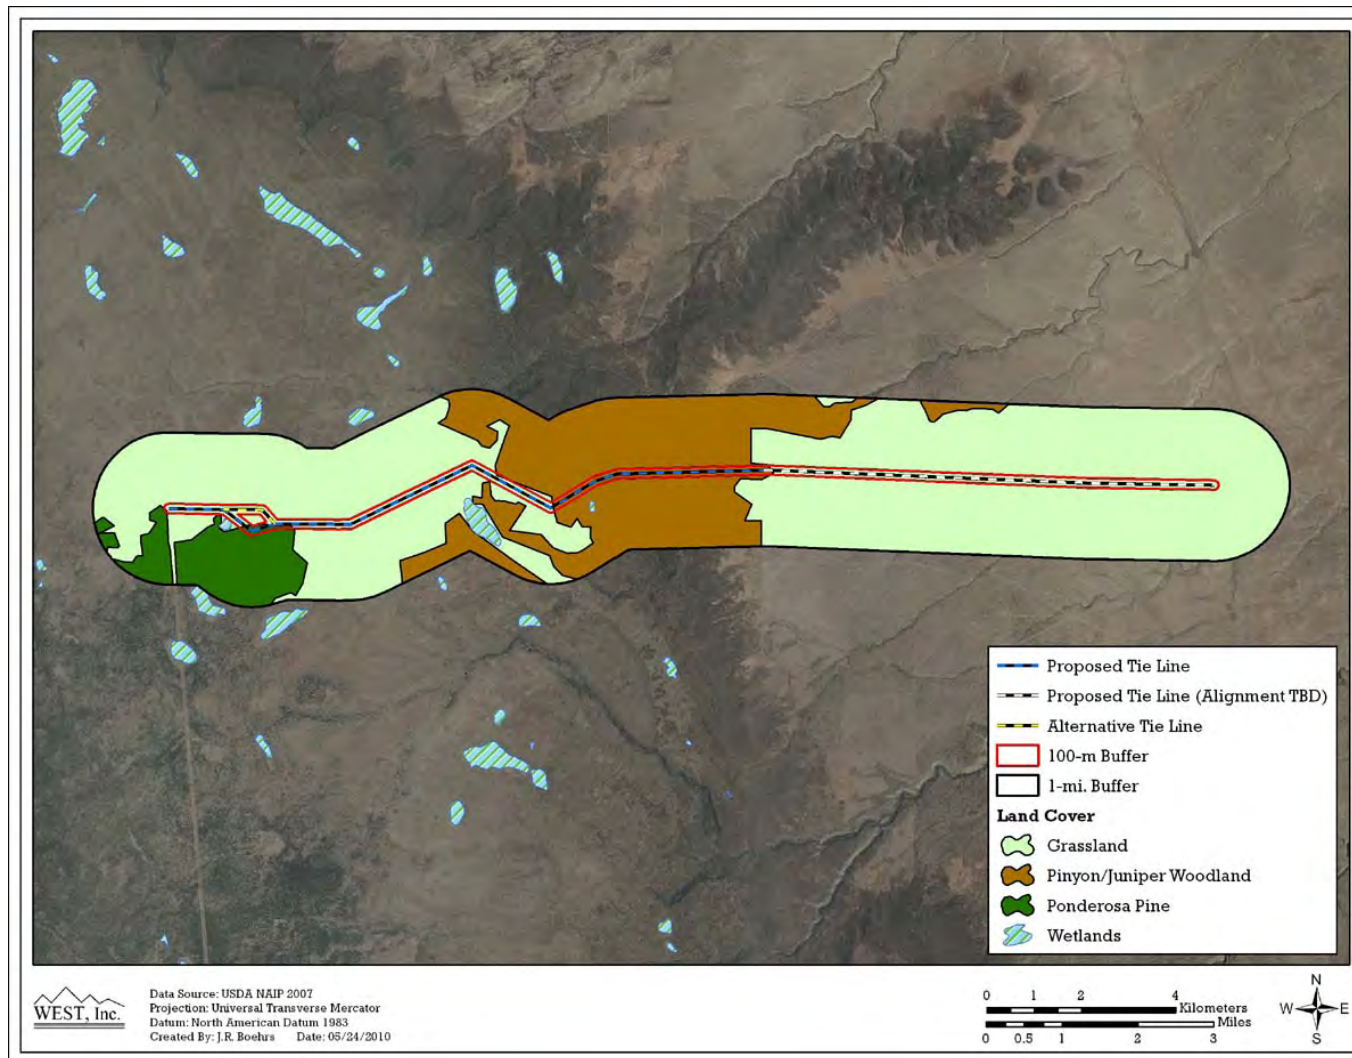 Proposed Tie Line
Proposed Tie Line (Alignment TBD)
Alternative Tie Line
100-m Buffer
1-mi. Buffer
Land Cover
Grassland
Pinyon/Juniper Woodland
Ponderosa Pine
Wetlands
WEST, Inc.
Data Source: USDA NAIP 2007
Projection: Universal Transverse Mercator
Datum: North American Datum 1983
Created By: J.R. Boehrs Date: 05/24/2010
0 1 2 4
Kilometers
Miles
0 0.5 1 2 3
N
W E
S